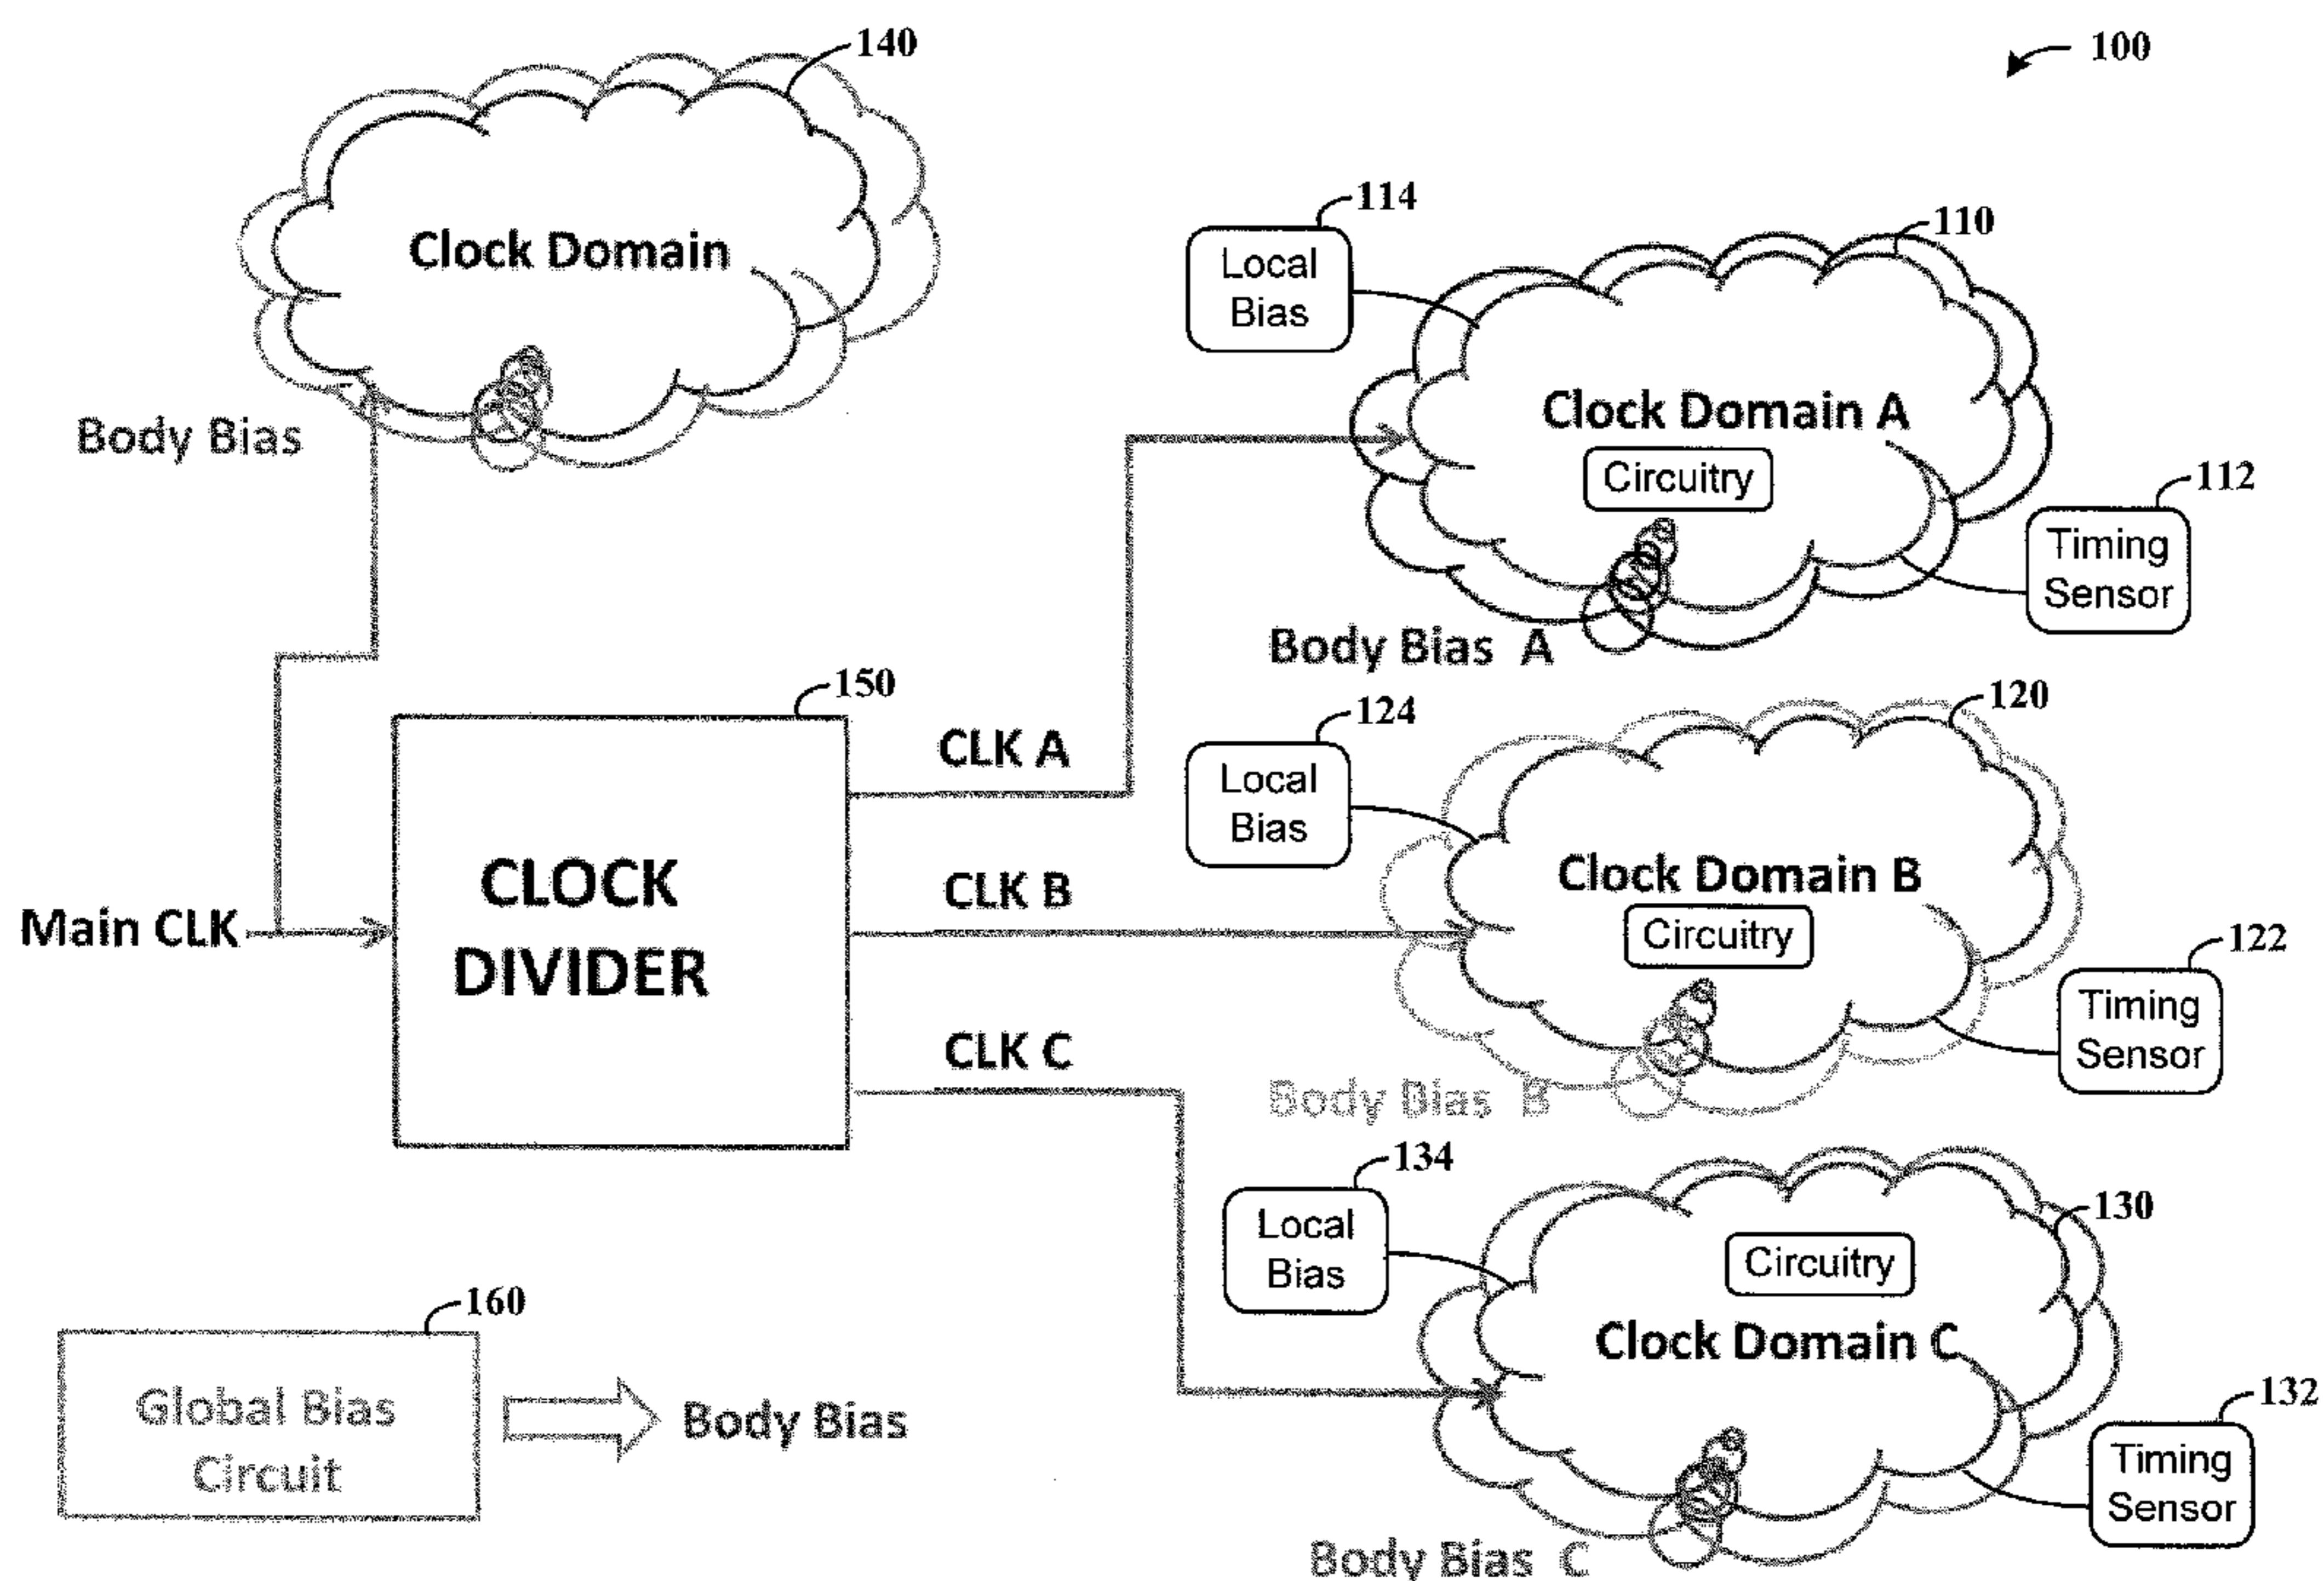 140
100
Clock Domain
Body Bias
114
Local
Bias
110
Clock Domain A
Circuitry
112
Timing
Sensor
Body Bias A
150
CLOCK
DIVIDER
Main CLK
CLK A
CLK B
CLK C
124
Local
Bias
120
Clock Domain B
Circuitry
122
Timing
Sensor
Body Bias B
134
Local
Bias
130
Circuitry
Clock Domain C
132
Timing
Sensor
Body Bias C
160
Global Bias
Circuit
Body Bias